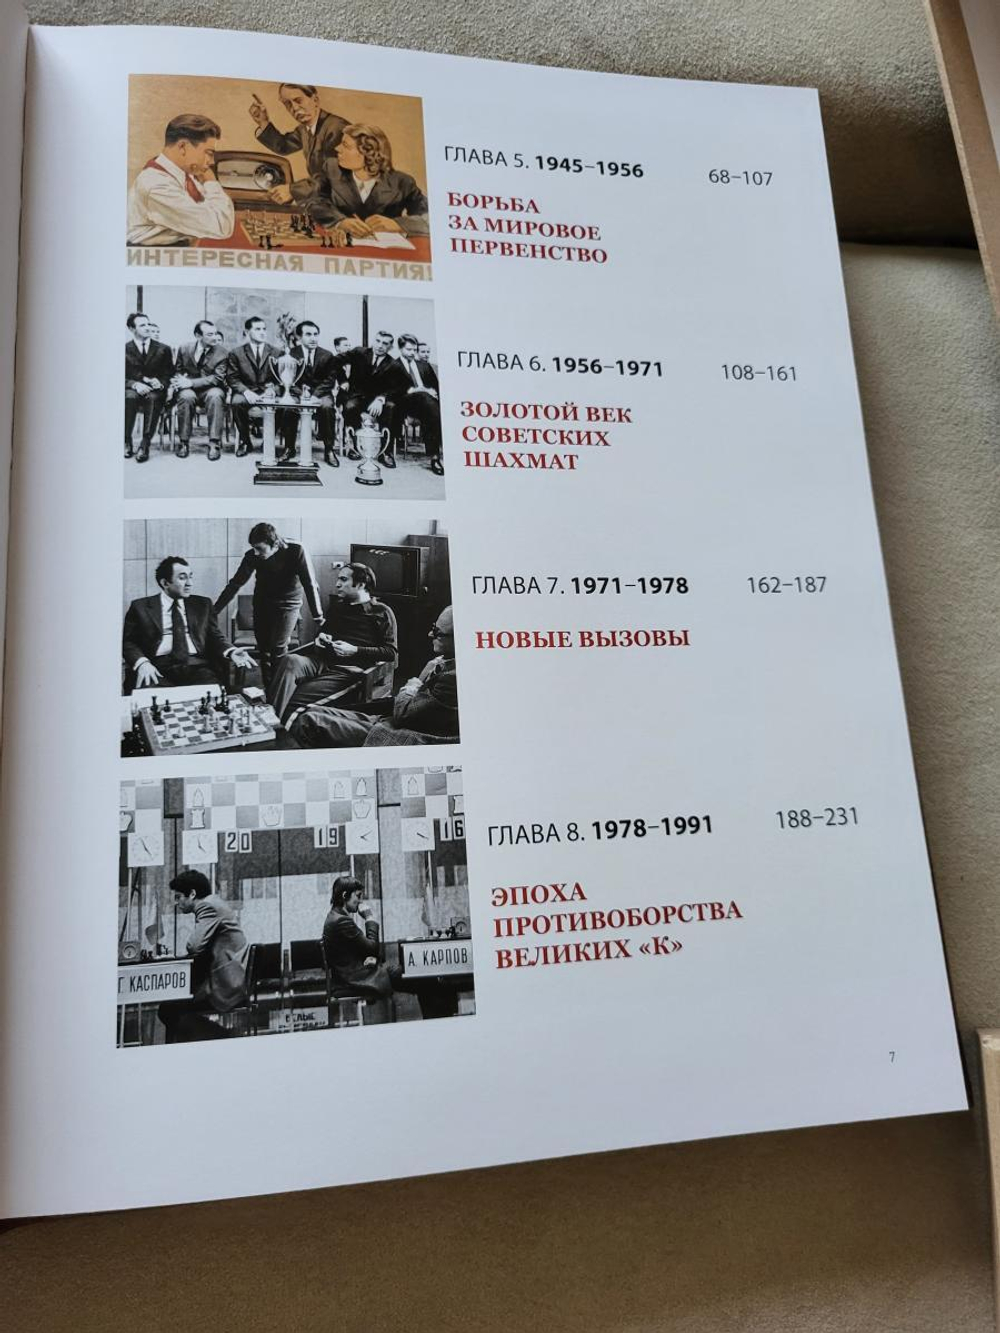 ИНТЕРЕСНАЯ ПАРТИЯ!
ГЛАВА 5. 1945–1956 68–107
БОРЬБА
ЗА МИРОВОЕ
ПЕРВЕНСТВО
ГЛАВА 6. 1956–1971 108–161
ЗОЛОТОЙ ВЕК
СОВЕТСКИХ
ШАХМАТ
ГЛАВА 7. 1971–1978 162–187
НОВЫЕ ВЫЗОВЫ
20 19 16
Г. КАСПАРОВ
А. КАРПОВ
ГЛАВА 8. 1978–1991 188–231
ЭПОХА
ПРОТИВОБОРСТВА
ВЕЛИКИХ «К»
7